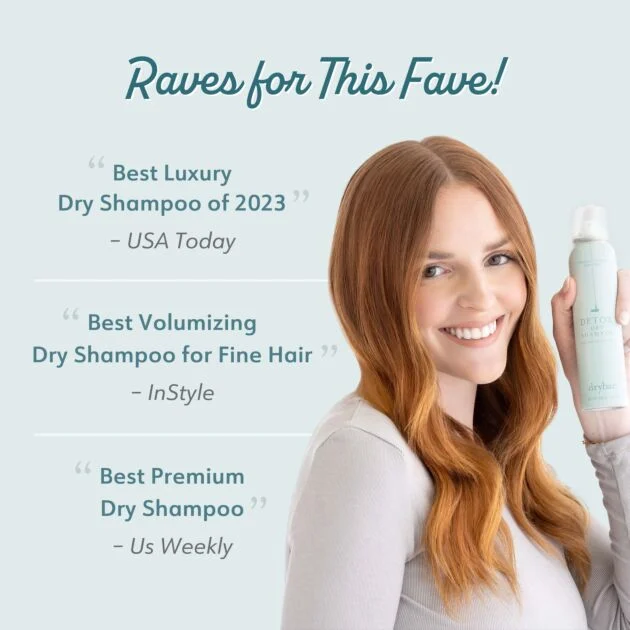 Raves for This Fave!
“ Best Luxury
Dry Shampoo of 2023 ”
– USA Today
“ Best Volumizing
Dry Shampoo for Fine Hair ”
– InStyle
“ Best Premium
Dry Shampoo ”
– Us Weekly
DETOX
DRY
SHAMPOO
drybar